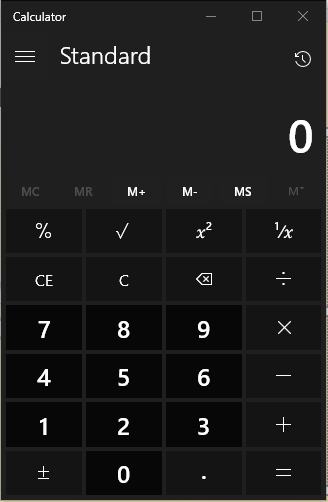 Calculator
Standard
0
MC MR M+ M- MS M˅
% √ x² ¹/x
CE C ÷
7 8 9 ×
4 5 6 −
1 2 3 +
± 0 . =